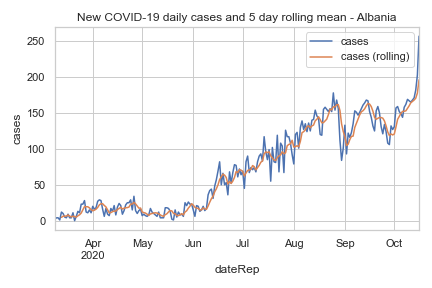 New COVID-19 daily cases and 5 day rolling mean - Albania
cases
cases (rolling)
250
200
150
100
50
0
cases
Apr
2020
May
Jun
Jul
Aug
Sep
Oct
dateRep